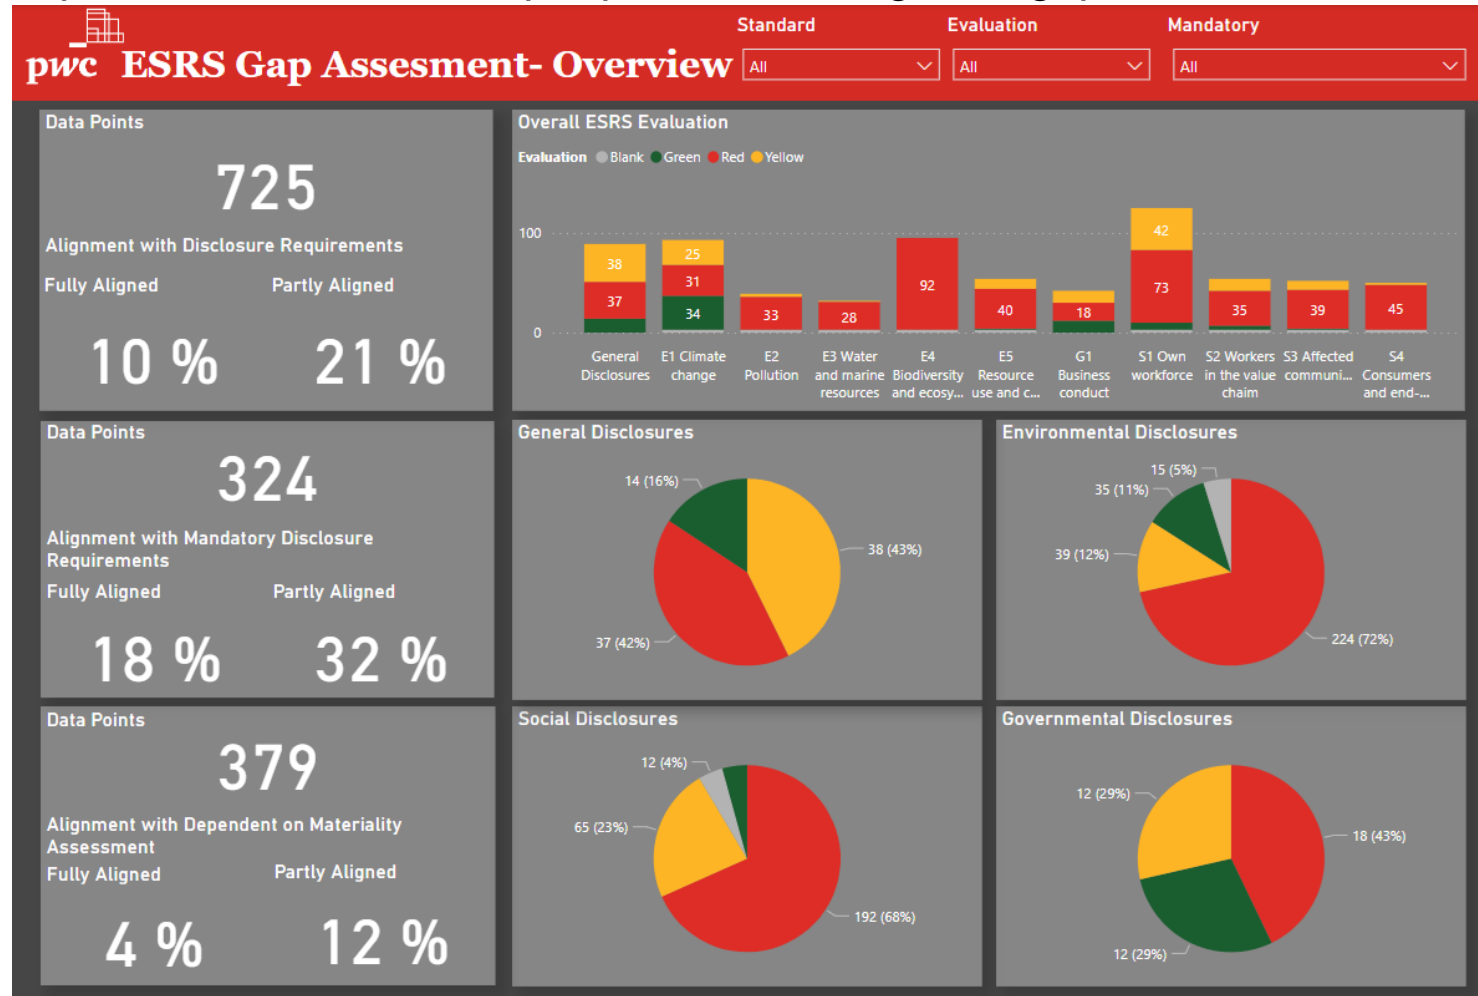 Standard
Evaluation
Mandatory
pwc ESRS Gap Assesment- Overview
All
All
All
Data Points
725
Alignment with Disclosure Requirements
Fully Aligned
Partly Aligned
10 %
21 %
Overall ESRS Evaluation
Evaluation Blank Green Red Yellow
100
0
38
37
25
31
34
33
28
92
40
18
42
73
35
39
45
General
Disclosures
E1 Climate
change
E2
Pollution
E3 Water
and marine
resources
E4
Biodiversity
and ecosy...
E5
Resource
use and c...
G1
Business
conduct
S1 Own
workforce
S2 Workers
in the value
chaim
S3 Affected
communi...
S4
Consumers
and end-...
Data Points
324
Alignment with Mandatory Disclosure
Requirements
Fully Aligned
Partly Aligned
18 %
32 %
General Disclosures
14 (16%)
38 (43%)
37 (42%)
Environmental Disclosures
15 (5%)
35 (11%)
39 (12%)
224 (72%)
Data Points
379
Alignment with Dependent on Materiality
Assessment
Fully Aligned
Partly Aligned
4 %
12 %
Social Disclosures
12 (4%)
65 (23%)
192 (68%)
Governmental Disclosures
12 (29%)
18 (43%)
12 (29%)